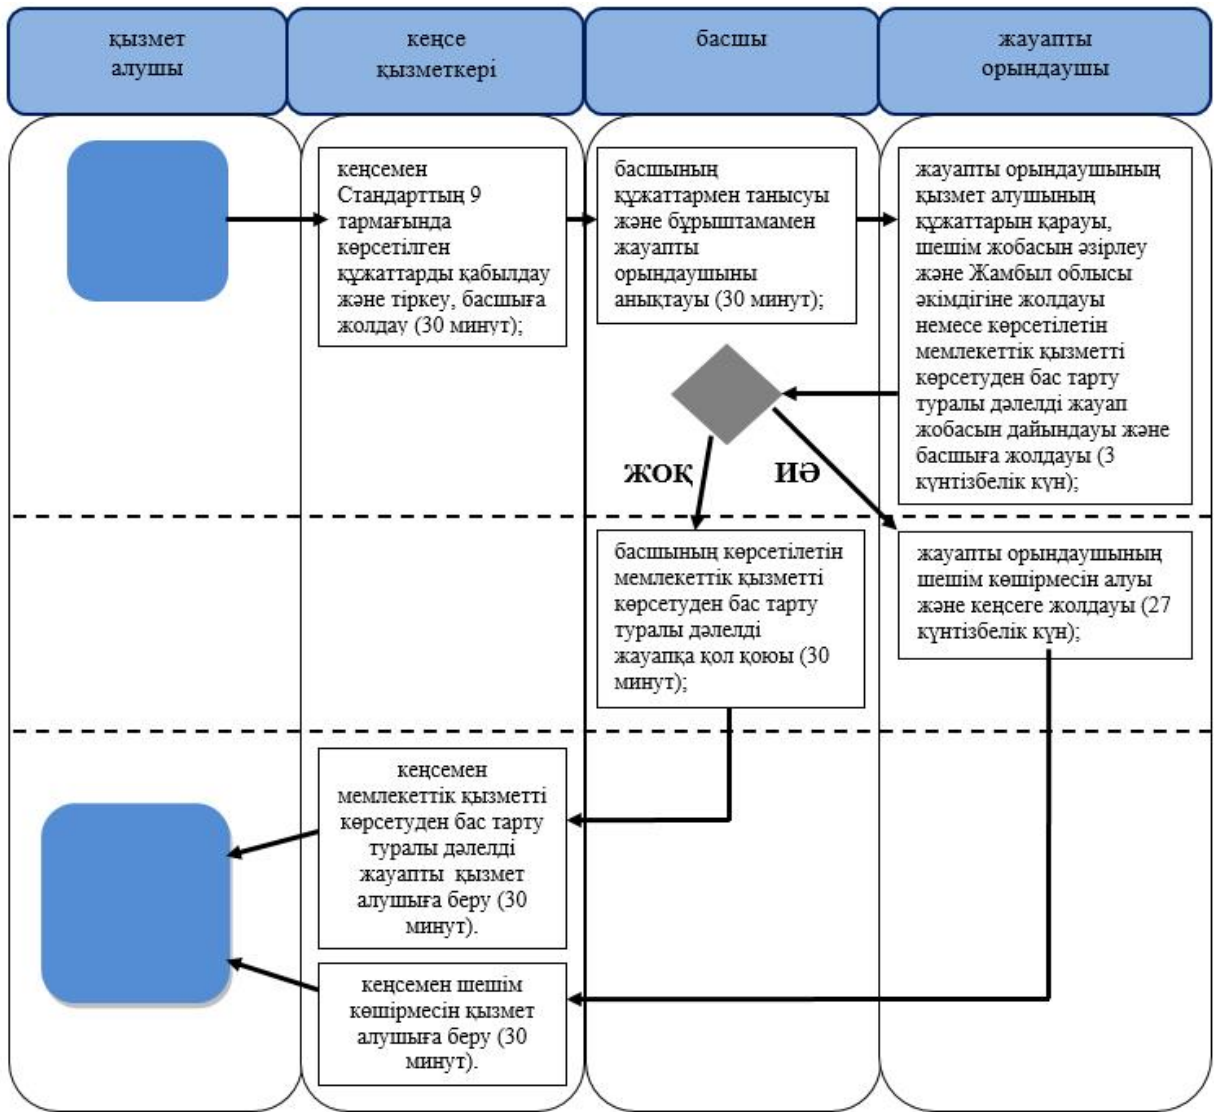 қызмет
алушы
кеңсе
қызметкері
басшы
жауапты
орындаушы
кеңсемен
Стандарттың 9
тармағында
көрсетілген
құжаттарды қабылдау
және тіркеу, басшыға
жолдау (30 минут);
басшының
құжаттармен танысуы
және бұрыштамамен
жауапты
орындаушыны
анықтауы (30 минут);
жауапты орындаушының
қызмет алушының
құжаттарын қарауы,
шешім жобасын әзірлеу
және Жамбыл облысы
әкімдігіне жолдауы
немесе көрсетілетін
мемлекеттік қызметті
көрсетуден бас тарту
туралы дәлелді жауап
жобасын дайындауы және
басшыға жолдауы (3
күнтізбелік күн);
ЖОҚ
ИӘ
басшының көрсетілетін
мемлекеттік қызметті
көрсетуден бас тарту
туралы дәлелді
жауапқа қол қоюы (30
минут);
жауапты орындаушының
шешім көшірмесін алуы
және кеңсеге жолдауы (27
күнтізбелік күн);
кеңсемен
мемлекеттік қызметті
көрсетуден бас тарту
туралы дәлелді
жауапты қызмет
алушыға беру (30
минут).
кеңсемен шешім
көшірмесін қызмет
алушыға беру (30
минут).